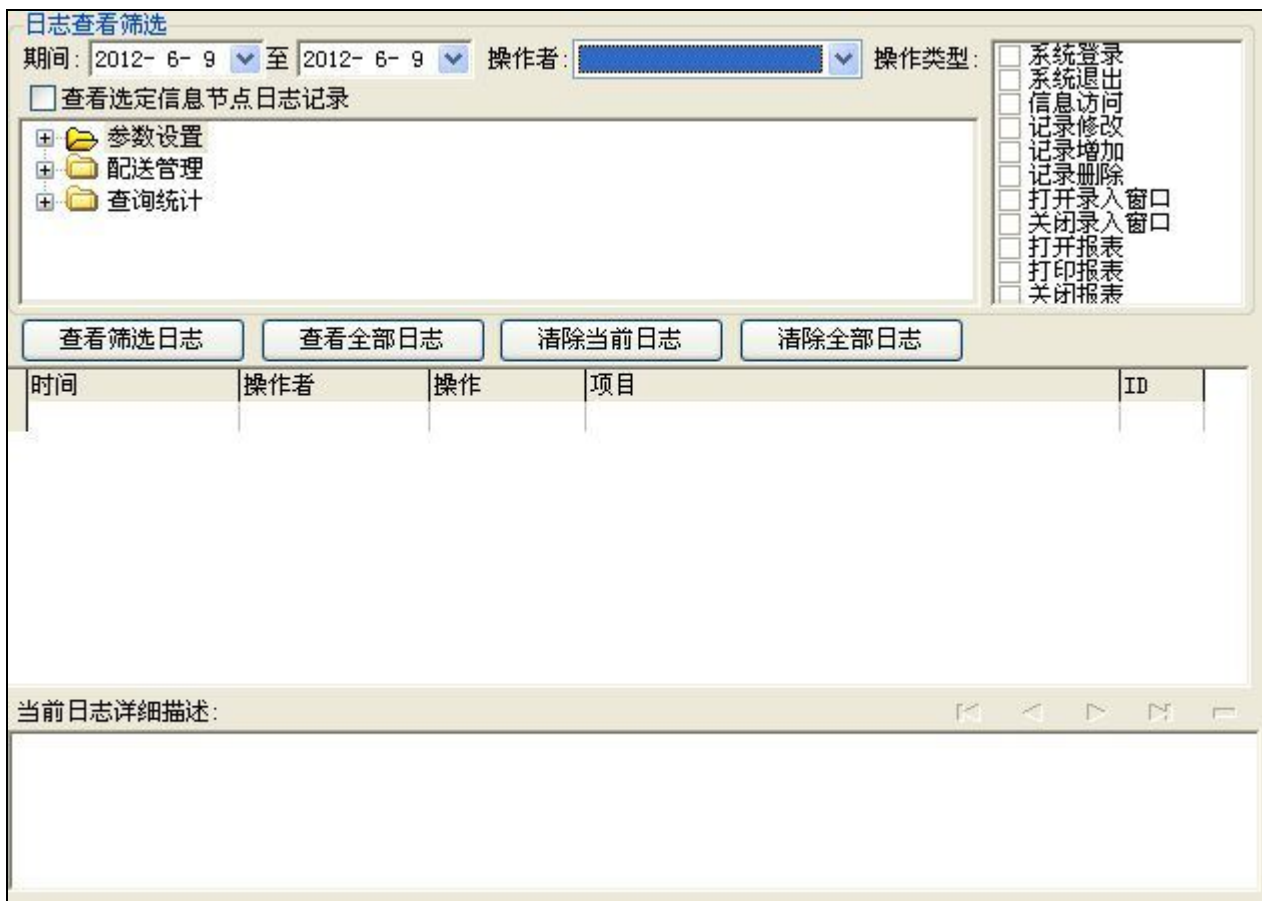 日志查看筛选
期间: 2012- 6- 9 至 2012- 6- 9 操作者: 操作类型:
系统登录
系统退出
信息访问
记录修改
记录增加
记录删除
打开录入窗口
关闭录入窗口
打开报表
打印报表
关闭报表
查看选定信息节点日志记录
参数设置
配送管理
查询统计
查看筛选日志 查看全部日志 清除当前日志 清除全部日志
时间 操作者 操作 项目 ID
当前日志详细描述: